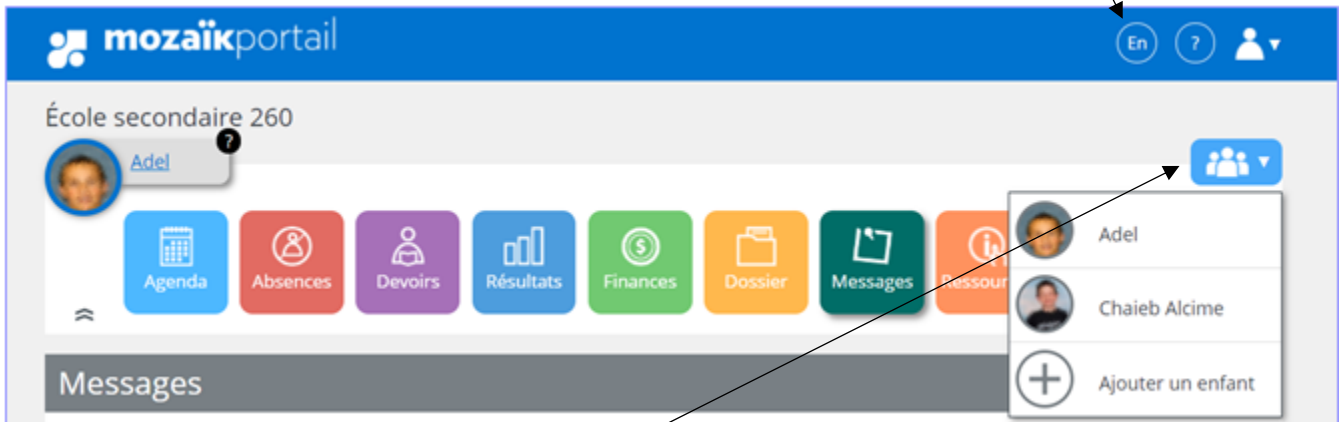 mozaïkportail
En
?
École secondaire 260
?
Adel
Agenda
Absences
Devoirs
Résultats
Finances
Dossier
Messages
Ressour
Adel
Chaieb Alcime
Ajouter un enfant
Messages